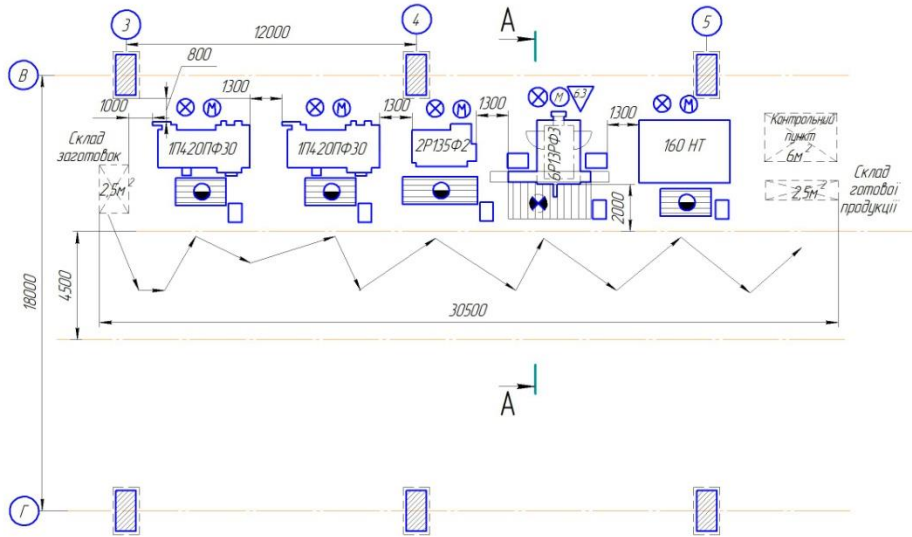 3
4
5
А
12000
В
800
1300
1000
М
М
1300
М
1300
М
63
1300
М
Склад
заготовок
1П420ПФ30
1П420ПФ30
2Р135Ф2
6Р13РФ3
160 НТ
Контрольний
пункт
6м²
2,5м²
2,5м²
Склад
готової
продукції
2000
4500
18000
30500
А
Г